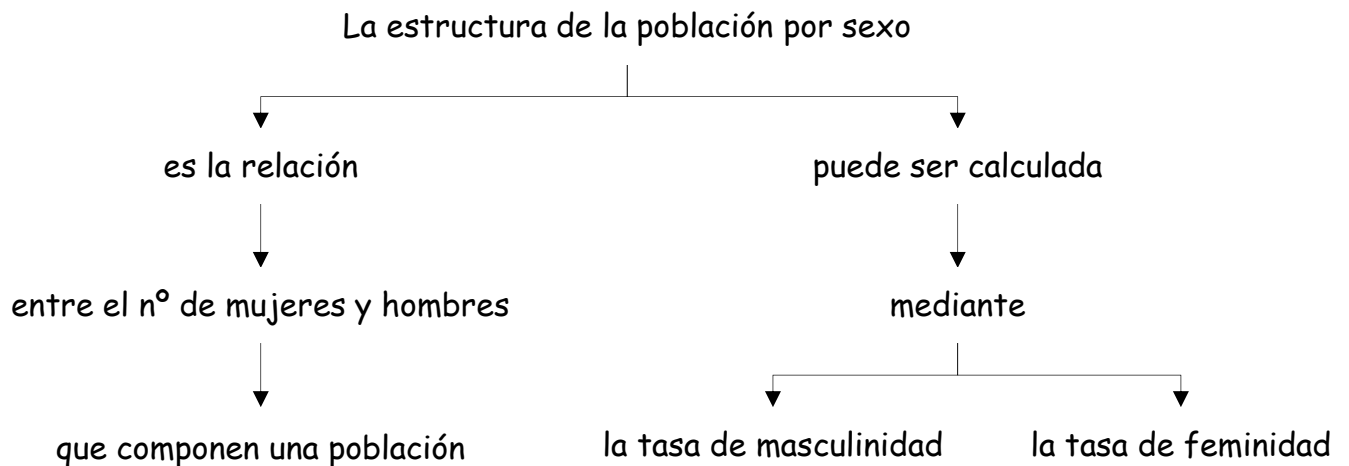 La estructura de la población por sexo
es la relación
puede ser calculada
entre el nº de mujeres y hombres
mediante
que componen una población
la tasa de masculinidad
la tasa de feminidad